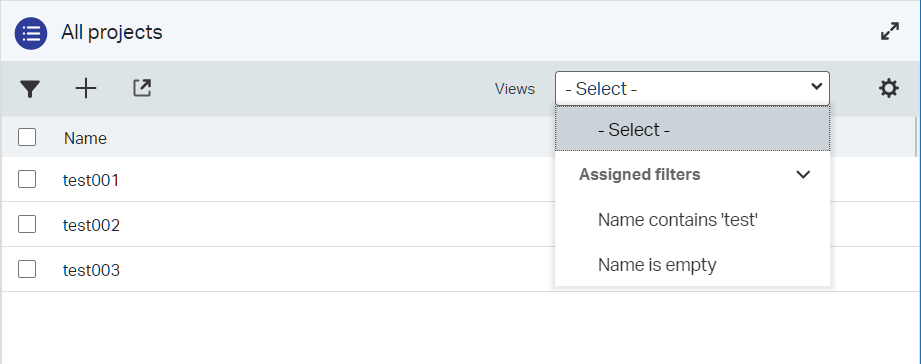 All projects
Views
- Select -
- Select -
Name
Assigned filters
test001
Name contains 'test'
test002
Name is empty
test003